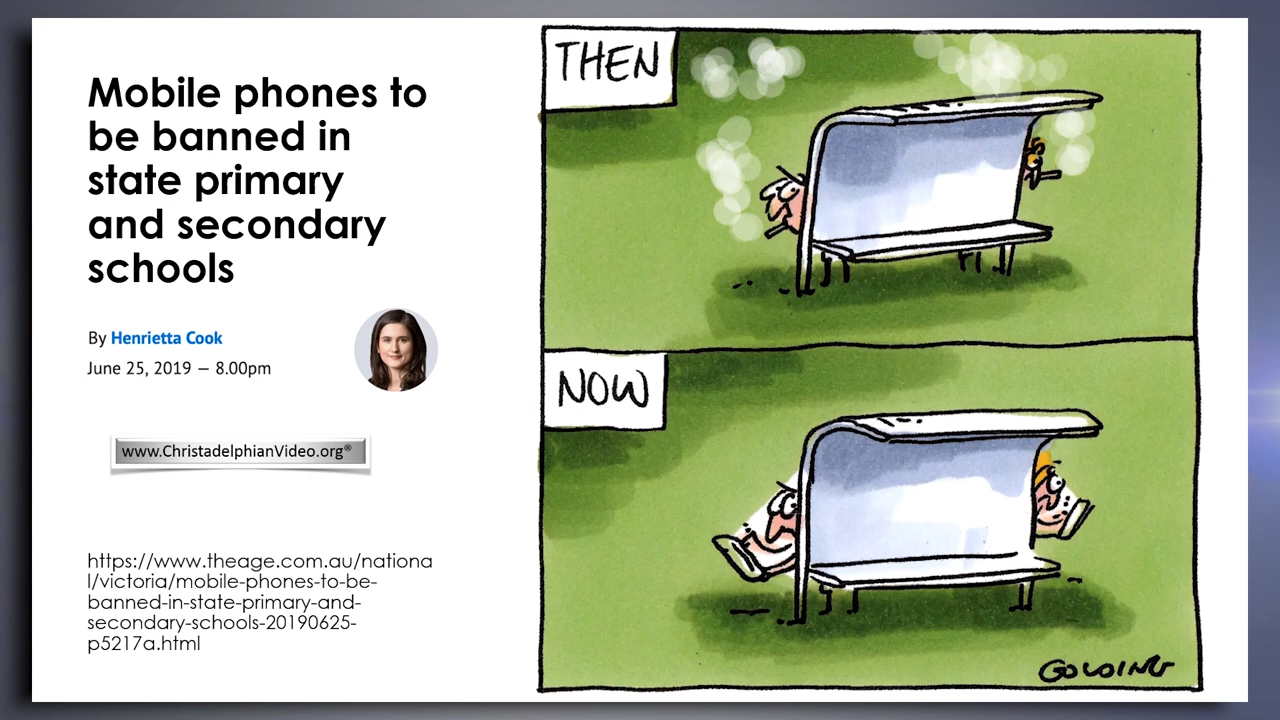 Mobile phones to
be banned in
state primary
and secondary
schools
By Henrietta Cook
June 25, 2019 — 8.00pm
www.ChristadelphianVideo.org®
https://www.theage.com.au/nationa
l/victoria/mobile-phones-to-be-
banned-in-state-primary-and-
secondary-schools-20190625-
p5217a.html
THEN
NOW
GOLDING